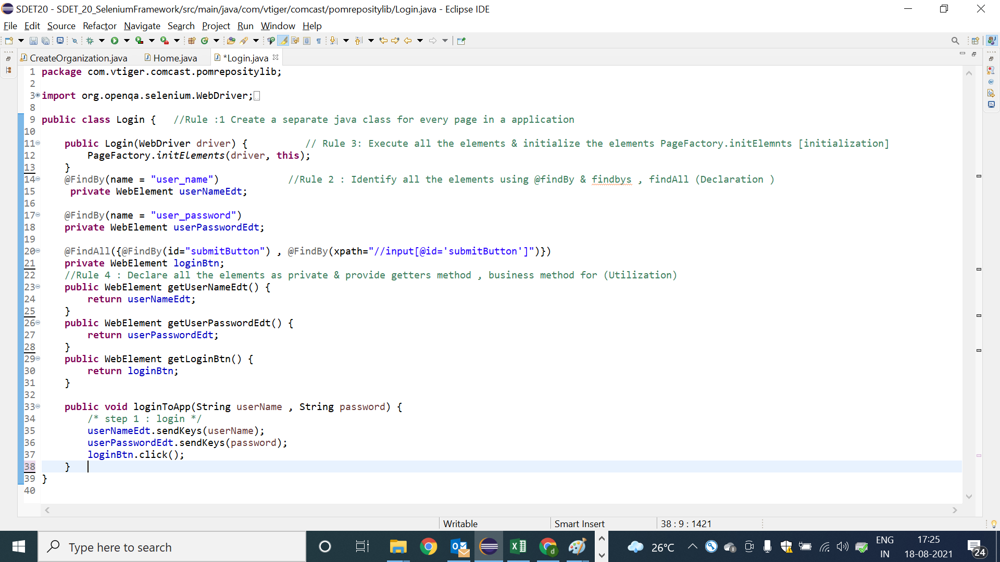 SDET20 - SDET_20_SeleniumFramework/src/main/java/com/vtiger/comcast/pomrepositylib/Login.java - Eclipse IDE
File Edit Source Refactor Navigate Search Project Run Window Help
CreateOrganization.java Home.java *Login.java
1 package com.vtiger.comcast.pomrepositylib;
2
3 import org.openqa.selenium.WebDriver;
8
9 public class Login { //Rule :1 Create a separate java class for every page in a application
10
11 public Login(WebDriver driver) { // Rule 3: Execute all the elements & initialize the elements PageFactory.initElemnts [initialization]
12 PageFactory.initElements(driver, this);
13 }
14 @FindBy(name = "user_name") //Rule 2 : Identify all the elements using @findBy & findbys , findAll (Declaration )
15 private WebElement userNameEdt;
16
17 @FindBy(name = "user_password")
18 private WebElement userPasswordEdt;
19
20 @FindAll({@FindBy(id="submitButton") , @FindBy(xpath="//input[@id='submitButton']")})
21 private WebElement loginBtn;
22 //Rule 4 : Declare all the elements as private & provide getters method , business method for (Utilization)
23 public WebElement getUserNameEdt() {
24 return userNameEdt;
25 }
26 public WebElement getUserPasswordEdt() {
27 return userPasswordEdt;
28 }
29 public WebElement getLoginBtn() {
30 return loginBtn;
31 }
32
33 public void loginToApp(String userName , String password) {
34 /* step 1 : login */
35 userNameEdt.sendKeys(userName);
36 userPasswordEdt.sendKeys(password);
37 loginBtn.click();
38 }
39 }
40
Writable Smart Insert 38 : 9 : 1421
Type here to search 26°C ENG IN 17:25 18-08-2021 24